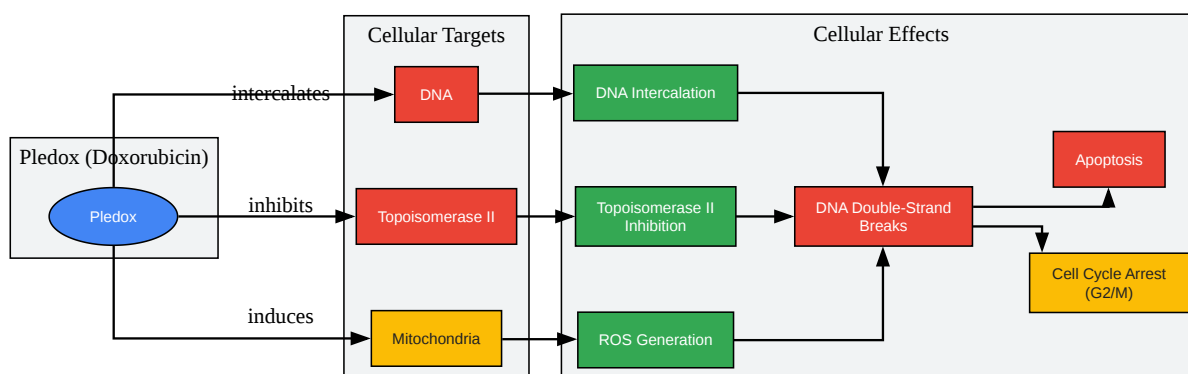 Cellular Targets
Cellular Effects
intercalates
DNA
DNA Intercalation
Pledox (Doxorubicin)
Apoptosis
Pledox
inhibits
Topoisomerase II
Topoisomerase II
Inhibition
DNA Double-Strand
Breaks
Cell Cycle Arrest
(G2/M)
induces
Mitochondria
ROS Generation